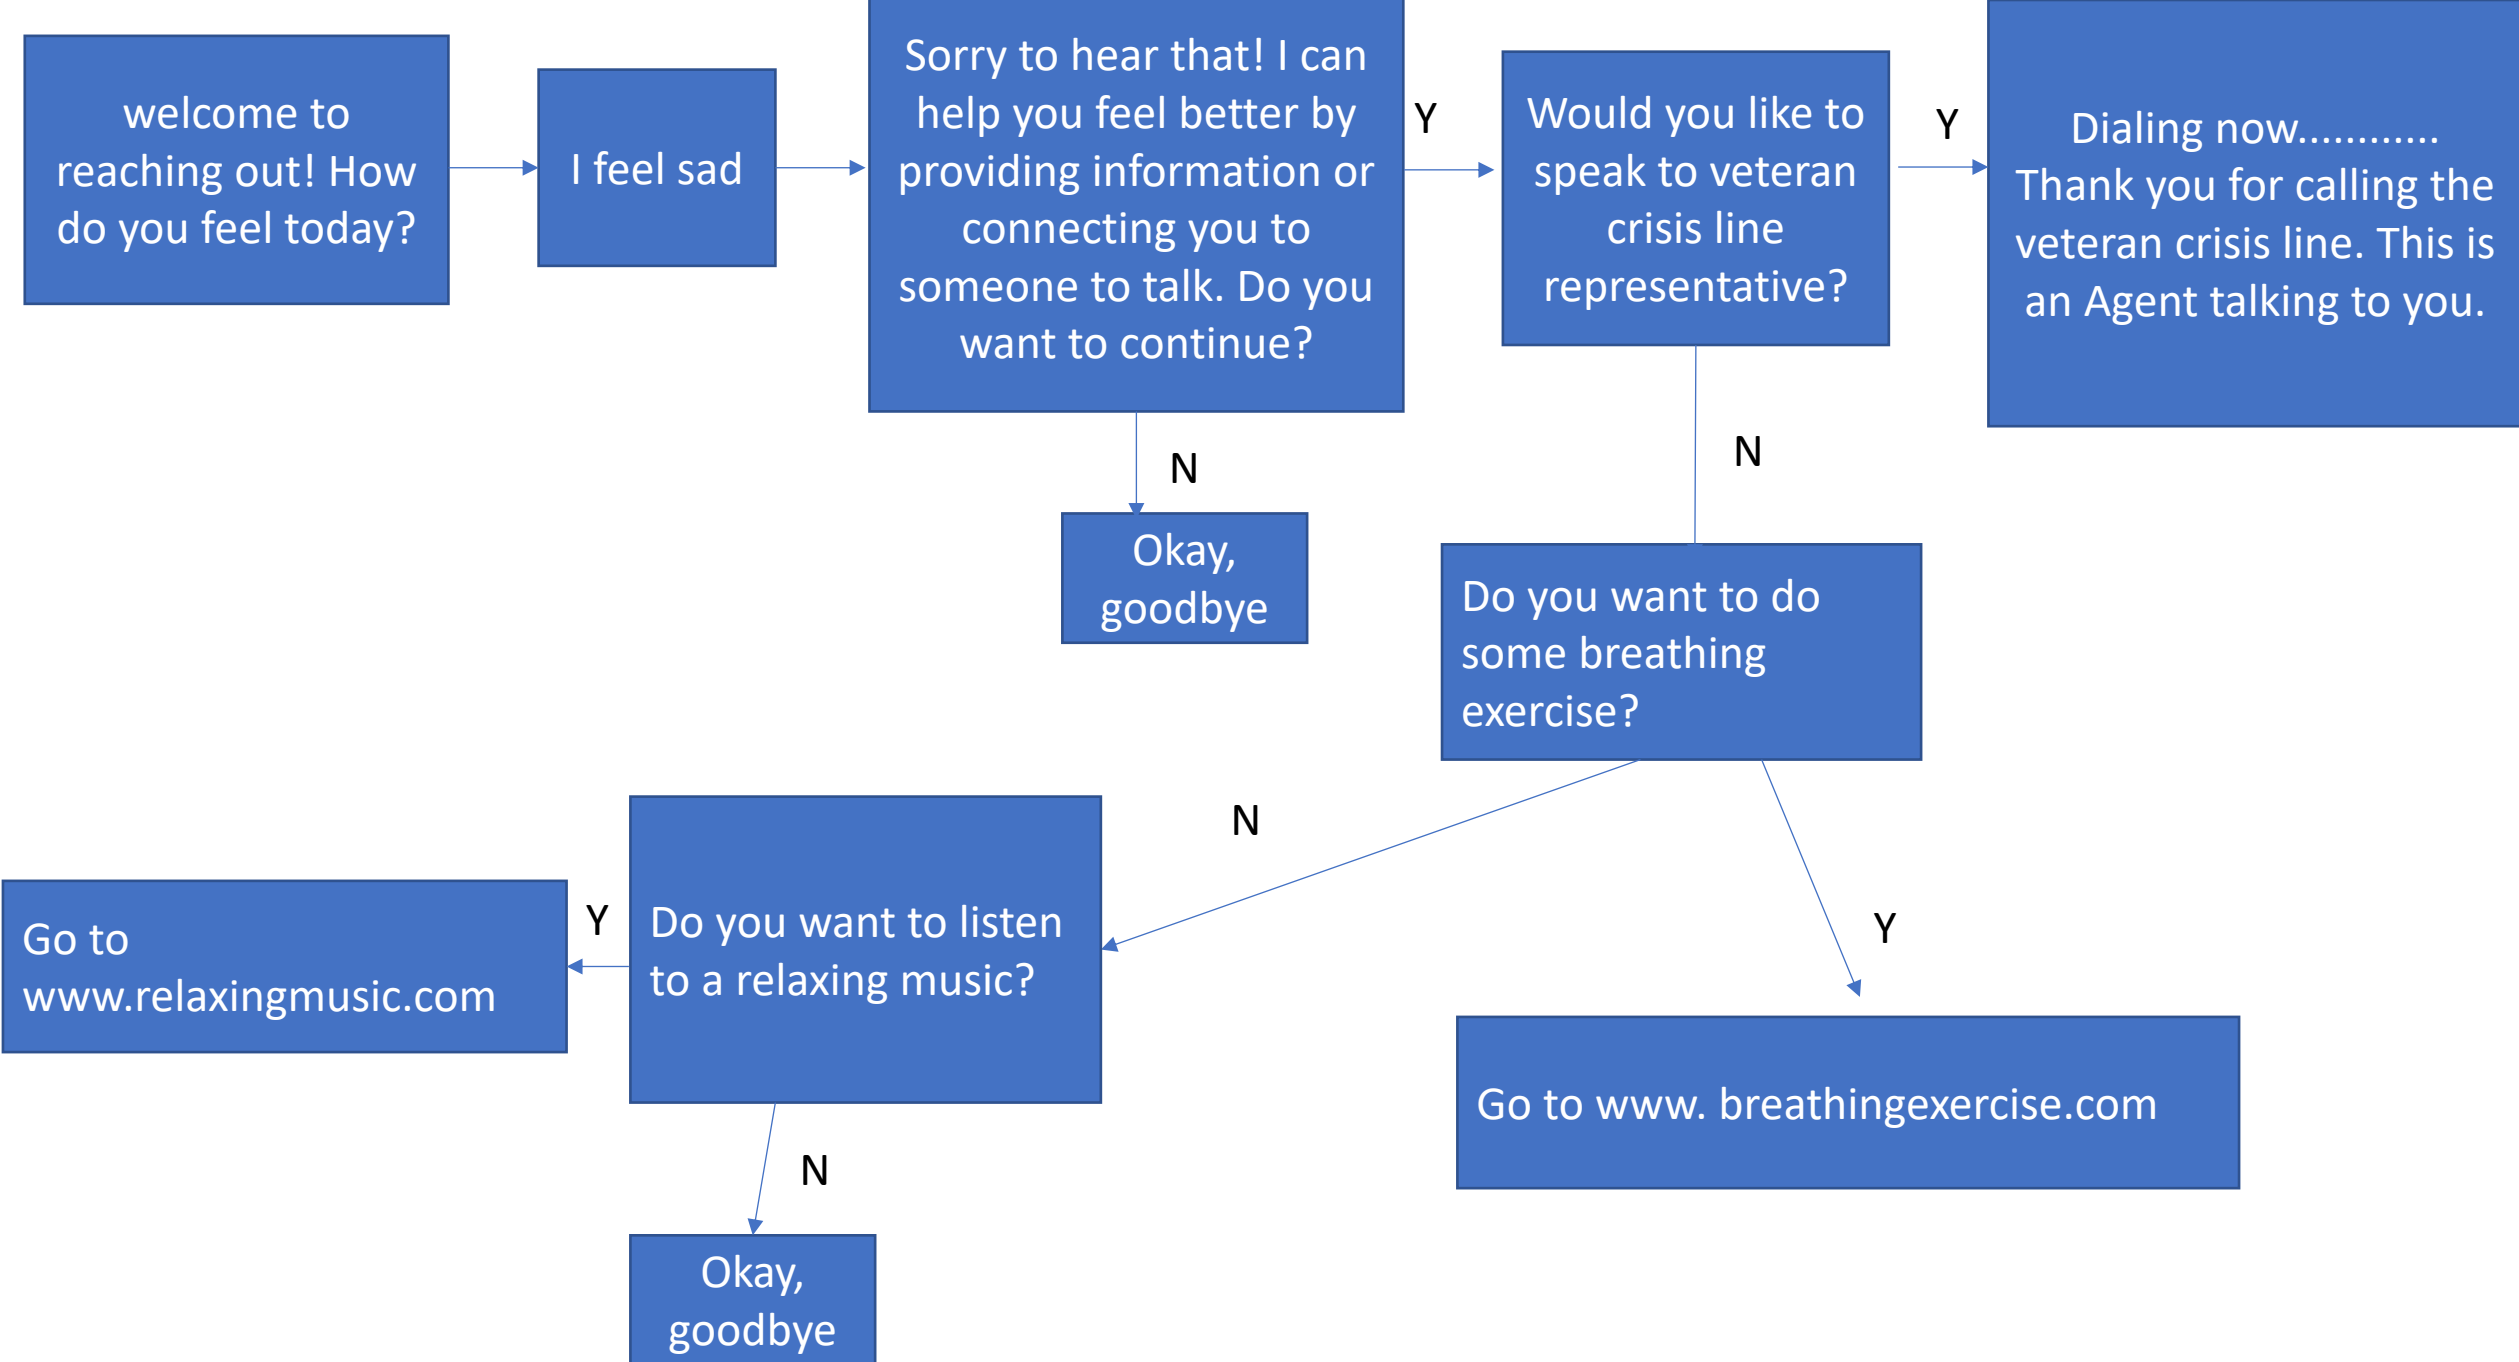 welcome to
reaching out! How
do you feel today?
I feel sad
Sorry to hear that! I can
help you feel better by
providing information or
connecting you to
someone to talk. Do you
want to continue?
Y
Would you like to
speak to veteran
crisis line
representative?
Y
Dialing now............
Thank you for calling the
veteran crisis line. This is
an Agent talking to you.
N
Okay,
goodbye
N
Do you want to do
some breathing
exercise?
N
Y
Do you want to listen
to a relaxing music?
Y
Go to
www.relaxingmusic.com
Go to www. breathingexercise.com
N
Okay,
goodbye